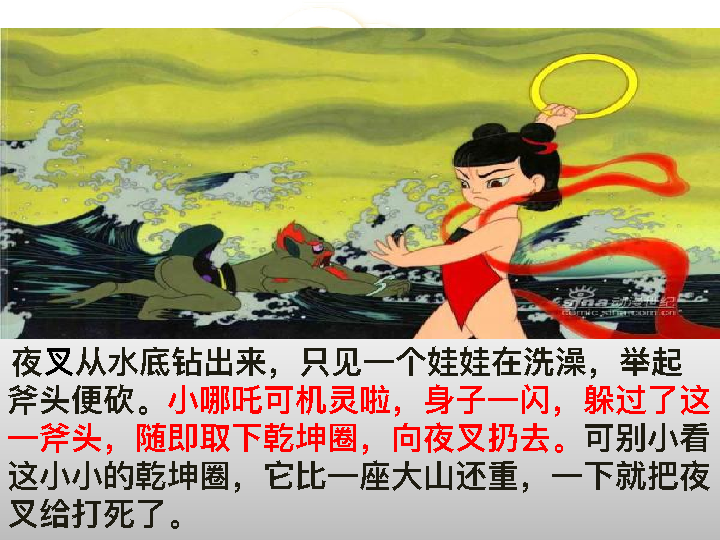 sina 动漫世纪
comic.sina.com.cn
夜叉从水底钻出来，只见一个娃娃在洗澡，举起
斧头便砍。小哪吒可机灵啦，身子一闪，躲过了这
一斧头，随即取下乾坤圈，向夜叉扔去。可别小看
这小小的乾坤圈，它比一座大山还重，一下就把夜
叉给打死了。